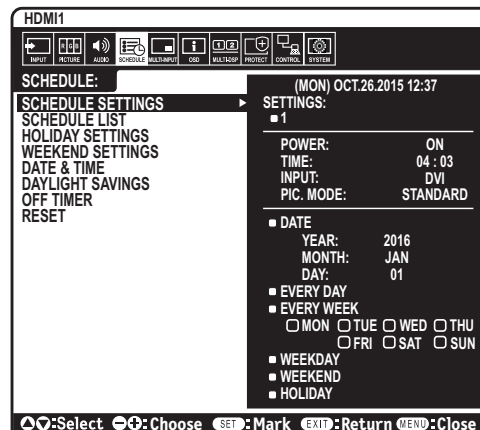 HDMI1
INPUT PICTURE AUDIO SCHEDULE MULTI-INPUT OSD MULTI-DSP PROTECT CONTROL SYSTEM
SCHEDULE:
SCHEDULE SETTINGS
SCHEDULE LIST
HOLIDAY SETTINGS
WEEKEND SETTINGS
DATE & TIME
DAYLIGHT SAVINGS
OFF TIMER
RESET
(MON) OCT.26.2015 12:37
SETTINGS:
1
POWER: ON
TIME: 04 : 03
INPUT: DVI
PIC. MODE: STANDARD
DATE
YEAR: 2016
MONTH: JAN
DAY: 01
EVERY DAY
EVERY WEEK
MON TUE WED THU
FRI SAT SUN
WEEKDAY
WEEKEND
HOLIDAY
:Select :Choose SET:Mark EXIT:Return MENU:Close